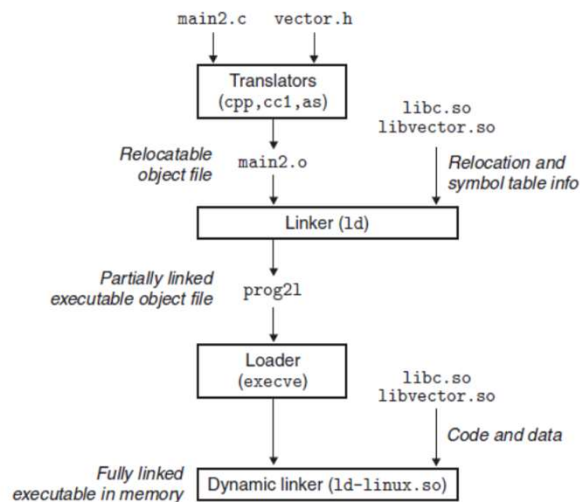 main2.c vector.h
Translators
(cpp,cc1,as)
libc.so
libvector.so
Relocatable
object file
main2.o
Relocation and
symbol table info
Linker (ld)
Partially linked
executable object file
prog2l
Loader
(execve)
libc.so
libvector.so
Code and data
Fully linked
executable in memory
Dynamic linker (ld-linux.so)